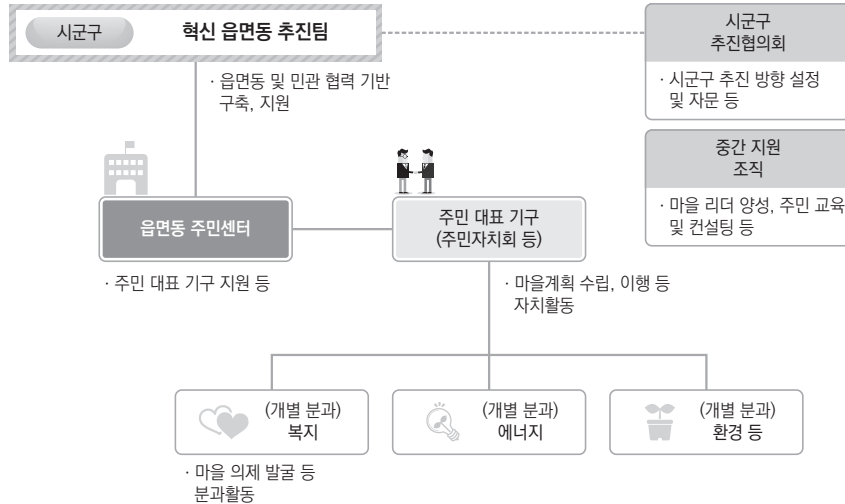 시군구 혁신 읍면동 추진팀
· 읍면동 및 민관 협력 기반
구축, 지원
시군구
추진협의회
· 시군구 추진 방향 설정
및 자문 등
중간 지원
조직
· 마을 리더 양성, 주민 교육
및 컨설팅 등
읍면동 주민센터
· 주민 대표 기구 지원 등
주민 대표 기구
(주민자치회 등)
· 마을계획 수립, 이행 등
자치활동
(개별 분과)
복지
· 마을 의제 발굴 등
분과활동
(개별 분과)
에너지
(개별 분과)
환경 등